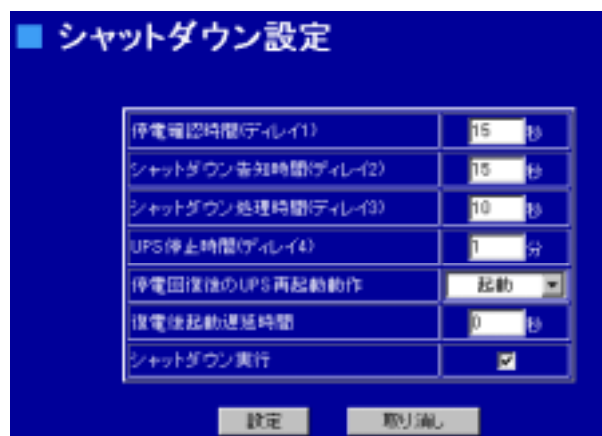 シャットダウン設定
停電確認時間(ディレイ1) 15 秒
シャットダウン告知時間(ディレイ2) 15 秒
シャットダウン処理時間(ディレイ3) 10 秒
UPS停止時間(ディレイ4) 1 分
停電回復後のUPS再起動動作 起動
復電後起動遅延時間 0 秒
シャットダウン実行
設定 取り消し